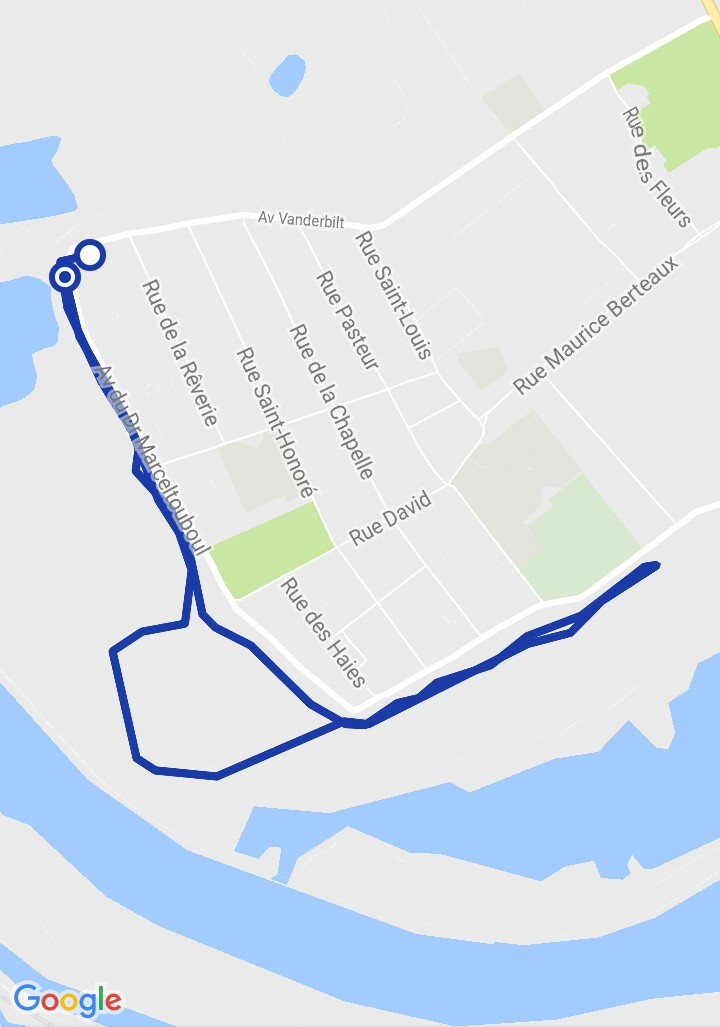 Rue des Fleurs
Av Vanderbilt
Rue Saint-Louis
Rue Maurice Berteaux
Rue Pasteur
Rue de la Rêverie
Rue de la Chapelle
Rue Saint-Honoré
Av du Dr Marceltouboul
Rue David
Rue des Haies
Google